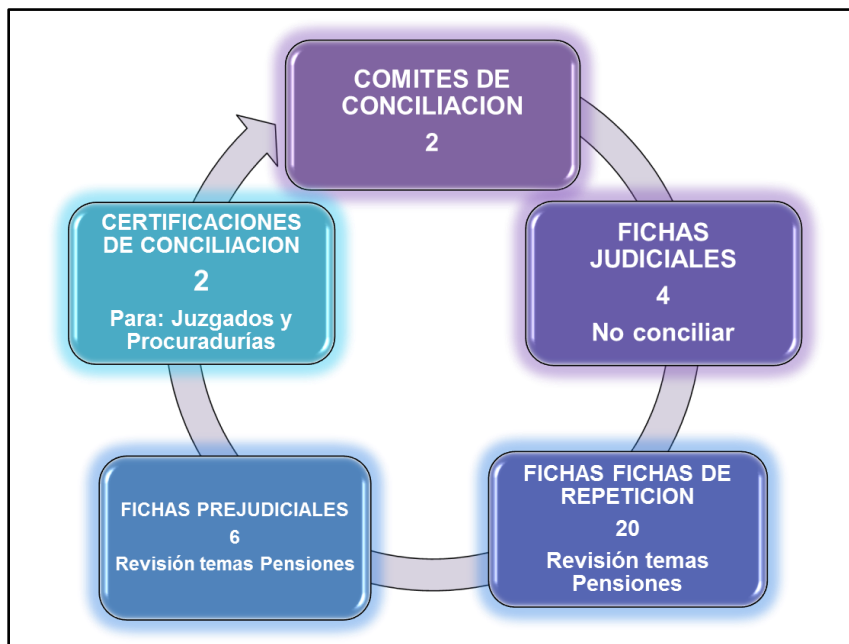 COMITES DE
CONCILIACION
2
FICHAS
JUDICIALES
4
No conciliar
FICHAS FICHAS DE
REPETICION
20
Revisión temas
Pensiones
FICHAS PREJUDICIALES
6
Revisión temas Pensiones
CERTIFICACIONES
DE CONCILIACION
2
Para: Juzgados y
Procuradurías